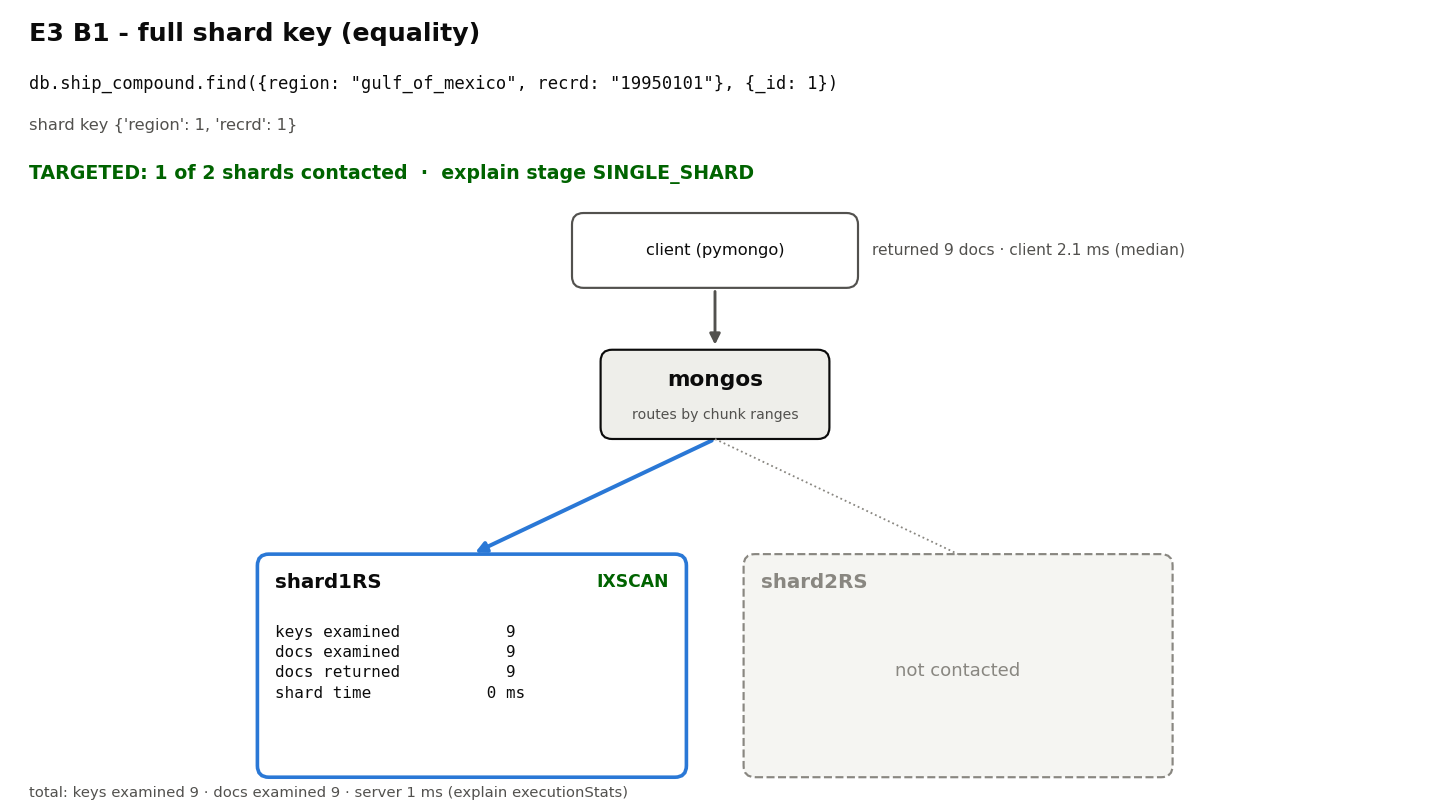 E3 B1 - full shard key (equality)
db.ship_compound.find({region: "gulf_of_mexico", recrd: "19950101"}, {_id: 1})
shard key {'region': 1, 'recrd': 1}
TARGETED: 1 of 2 shards contacted · explain stage SINGLE_SHARD
client (pymongo)
returned 9 docs · client 2.1 ms (median)
mongos
routes by chunk ranges
shard1RS IXSCAN
keys examined 9
docs examined 9
docs returned 9
shard time 0 ms
shard2RS
not contacted
total: keys examined 9 · docs examined 9 · server 1 ms (explain executionStats)